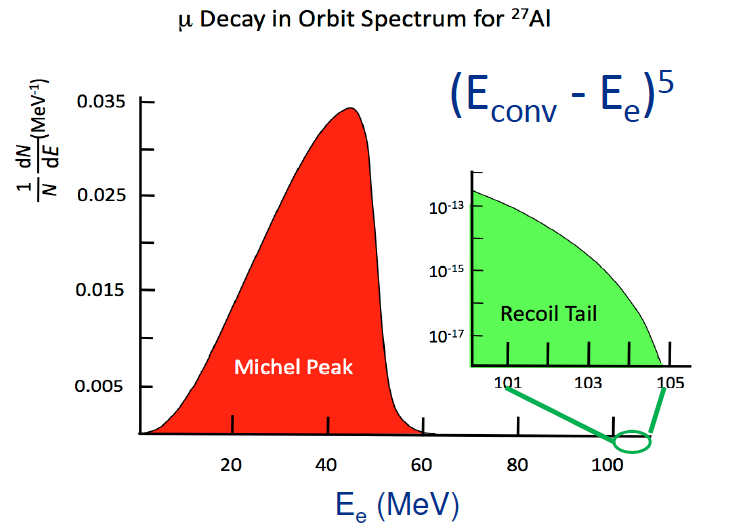 μ Decay in Orbit Spectrum for ²⁷Al
(E_conv - E_e)⁵
1/N dN/dE (MeV⁻¹)
0.035
0.025
0.015
0.005
Michel Peak
20
40
60
80
100
E_e (MeV)
10⁻¹³
10⁻¹⁵
10⁻¹⁷
Recoil Tail
101
103
105